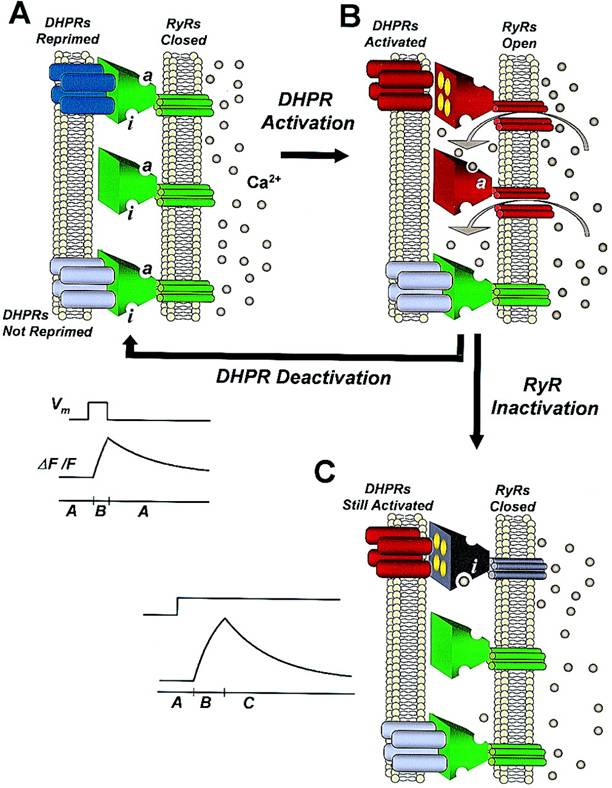 A
DHPRs
Reprimed
RyRs
Closed
a
i
a
i
a
i
Ca2+
DHPRs
Not Reprimed
DHPR
Activation
B
DHPRs
Activated
RyRs
Open
a
DHPR Deactivation
RyR
Inactivation
Vm
ΔF /F
A B A
A B C
C
DHPRs
Still Activated
RyRs
Closed
i